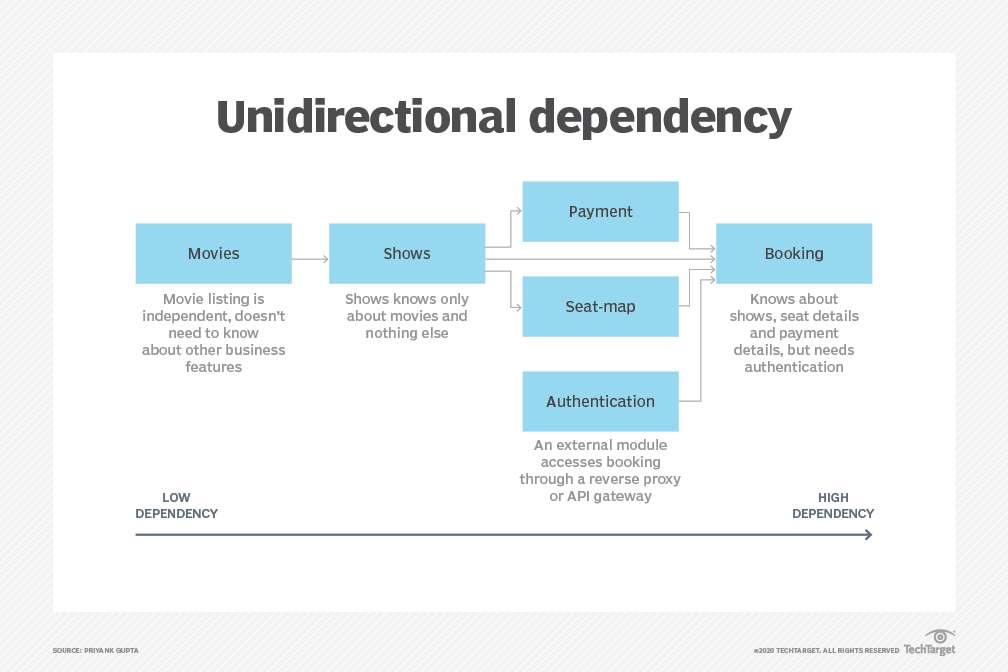 Unidirectional dependency
Movies
Movie listing is
independent, doesn't
need to know
about other business
features
Shows
Shows knows only
about movies and
nothing else
Payment
Seat-map
Authentication
An external module
accesses booking
through a reverse proxy
or API gateway
Booking
Knows about
shows, seat details
and payment
details, but needs
authentication
LOW
DEPENDENCY
HIGH
DEPENDENCY
SOURCE: PRIYANK GUPTA
©2020 TECHTARGET. ALL RIGHTS RESERVED
TechTarget